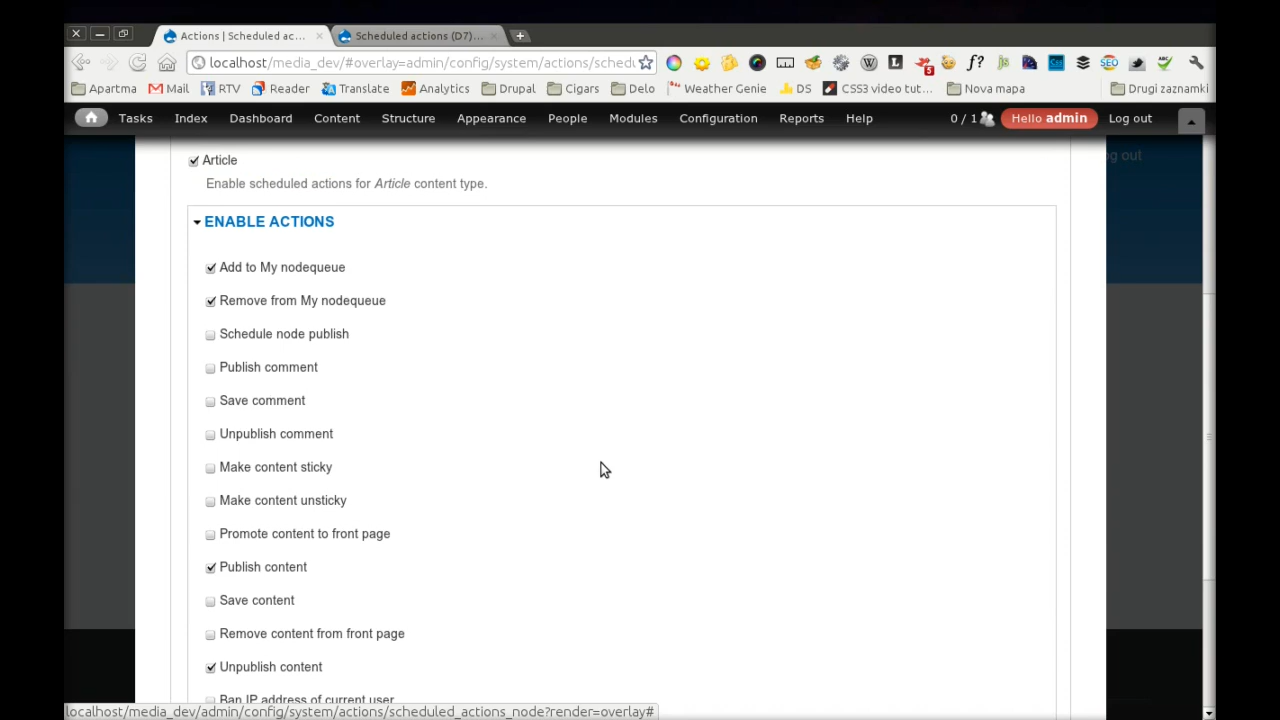 Actions | Scheduled ac...
Scheduled actions (D7)...
localhost/media_dev/#overlay=admin/config/system/actions/schedu
f?
js
CSS
SEO
5
Apartma
Mail
RTV
Reader
Translate
Analytics
Drupal
Cigars
Delo
Weather Genie
DS
CSS3 video tut...
Nova mapa
Drugi zaznamki
Tasks
Index
Dashboard
Content
Structure
Appearance
People
Modules
Configuration
Reports
Help
0 / 1
Hello admin
Log out
og out
Article
Enable scheduled actions for Article content type.
ENABLE ACTIONS
Add to My nodequeue
Remove from My nodequeue
Schedule node publish
Publish comment
Save comment
Unpublish comment
Make content sticky
Make content unsticky
Promote content to front page
Publish content
Save content
Remove content from front page
Unpublish content
Ban IP address of current user
localhost/media_dev/admin/config/system/actions/scheduled_actions_node?render=overlay#